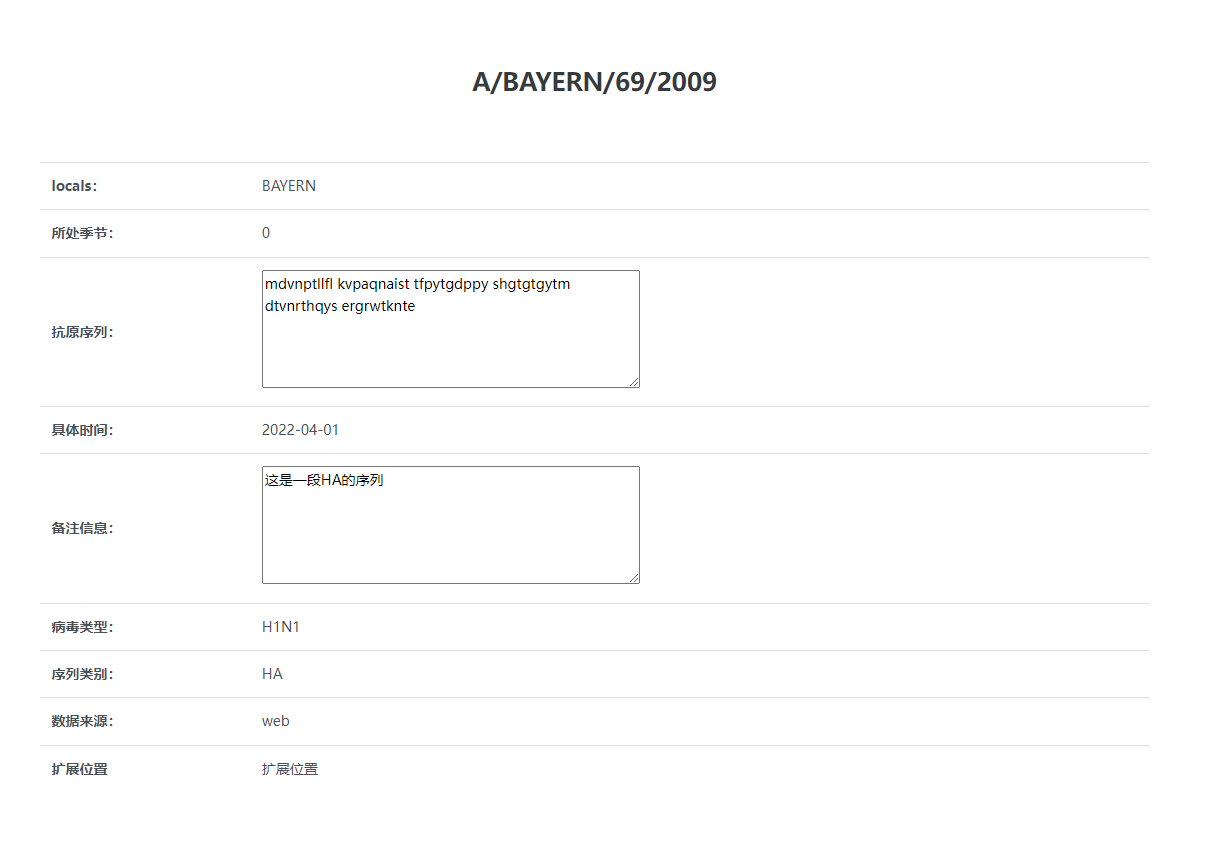 A/BAYERN/69/2009
locals： BAYERN
所处季节： 0
抗原序列： mdvnptllfl kvpaqnaist tfpytgdppy shgtgtgytm
dtvnrthqys ergrwtknte
具体时间： 2022-04-01
备注信息： 这是一段HA的序列
病毒类型： H1N1
序列类别： HA
数据来源： web
扩展位置 扩展位置